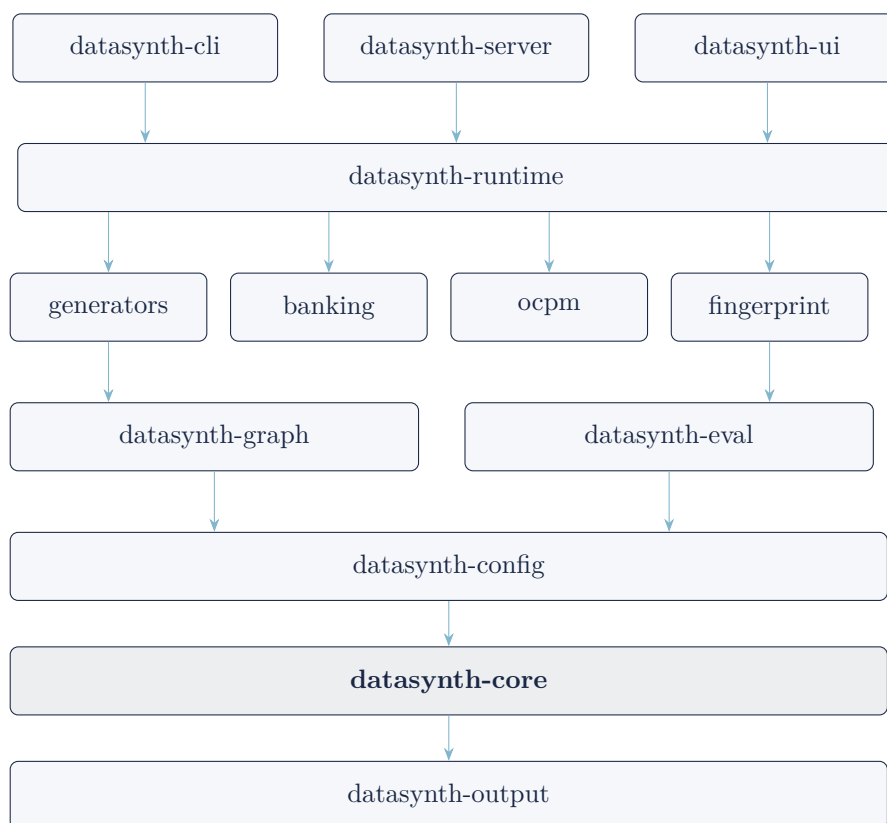 datasynth-cli
datasynth-server
datasynth-ui
datasynth-runtime
generators
banking
ocpm
fingerprint
datasynth-graph
datasynth-eval
datasynth-config
datasynth-core
datasynth-output